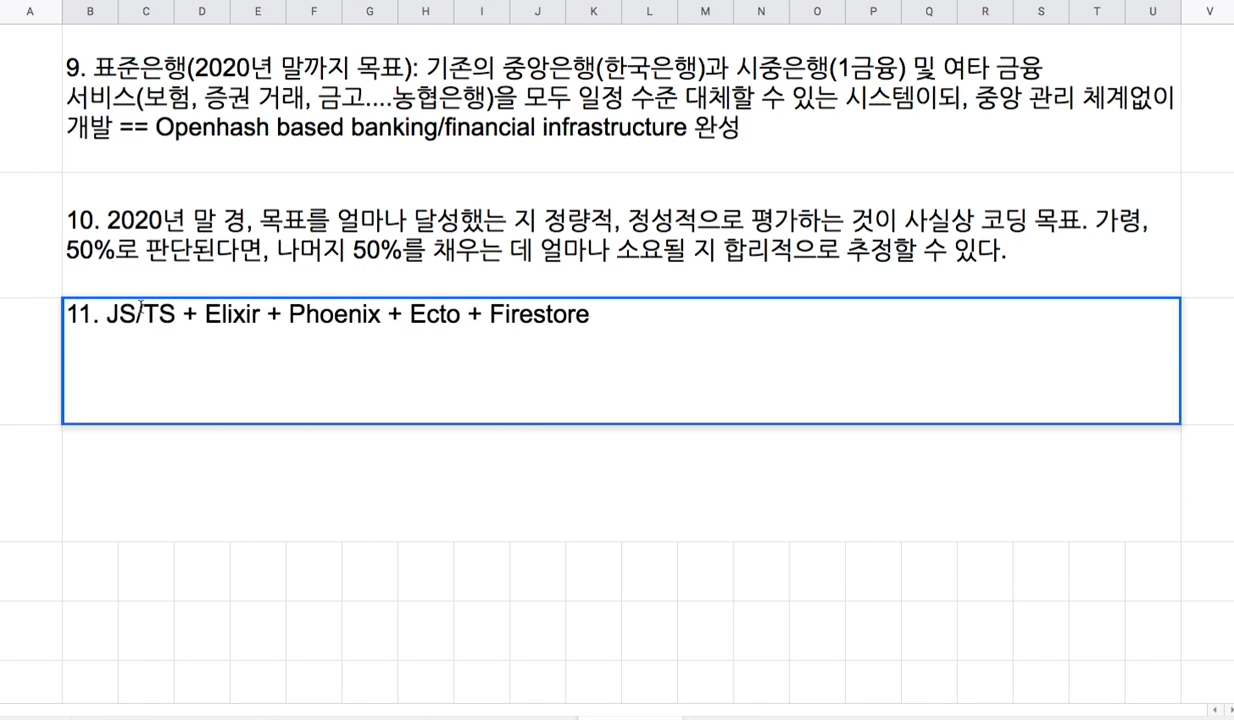 A B C D E F G H I J K L M N O P Q R S T U V
9. 표준은행(2020년 말까지 목표): 기존의 중앙은행(한국은행)과 시중은행(1금융) 및 여타 금융
서비스(보험, 증권 거래, 금고....농협은행)을 모두 일정 수준 대체할 수 있는 시스템이되, 중앙 관리 체계없이
개발 == Openhash based banking/financial infrastructure 완성
10. 2020년 말 경, 목표를 얼마나 달성했는 지 정량적, 정성적으로 평가하는 것이 사실상 코딩 목표. 가령,
50%로 판단된다면, 나머지 50%를 채우는 데 얼마나 소요될 지 합리적으로 추정할 수 있다.
11. JS/TS + Elixir + Phoenix + Ecto + Firestore